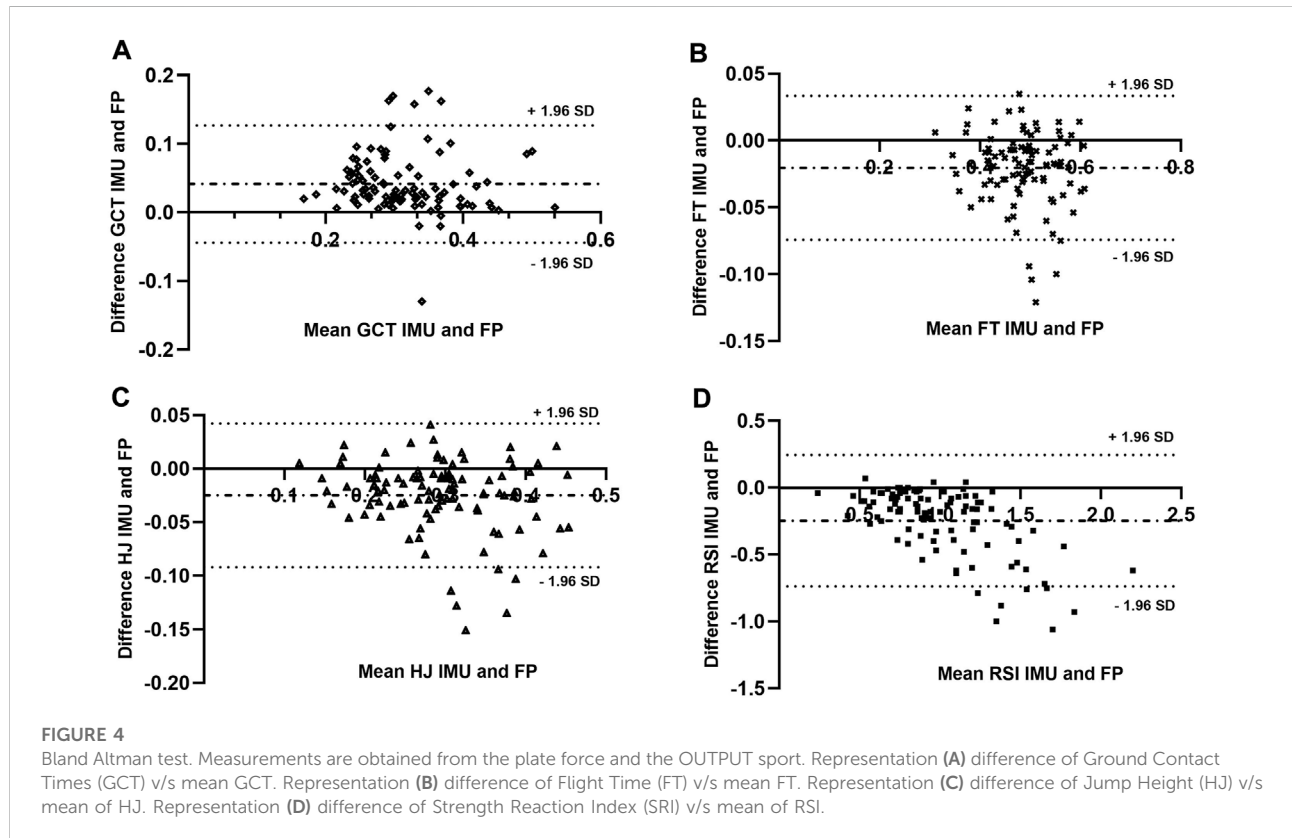 A
0.2
0.1
0.0
-0.1
-0.2
0.2
0.4
0.6
+ 1.96 SD
- 1.96 SD
Difference GCT IMU and FP
Mean GCT IMU and FP
B
0.05
0.00
-0.05
-0.10
-0.15
0.2
0.4
0.6
0.8
+ 1.96 SD
- 1.96 SD
Difference FT IMU and FP
Mean FT IMU and FP
C
0.05
0.00
-0.05
-0.10
-0.15
-0.20
0.1
0.2
0.3
0.4
0.5
+ 1.96 SD
- 1.96 SD
Difference HJ IMU and FP
Mean HJ IMU and FP
D
0.5
0.0
-0.5
-1.0
-1.5
0.5
1.0
1.5
2.0
2.5
+ 1.96 SD
- 1.96 SD
Difference RSI IMU and FP
Mean RSI IMU and FP
FIGURE 4
Bland Altman test. Measurements are obtained from the plate force and the OUTPUT sport. Representation (A) difference of Ground Contact
Times (GCT) v/s mean GCT. Representation (B) difference of Flight Time (FT) v/s mean FT. Representation (C) difference of Jump Height (HJ) v/s
mean of HJ. Representation (D) difference of Strength Reaction Index (SRI) v/s mean of RSI.